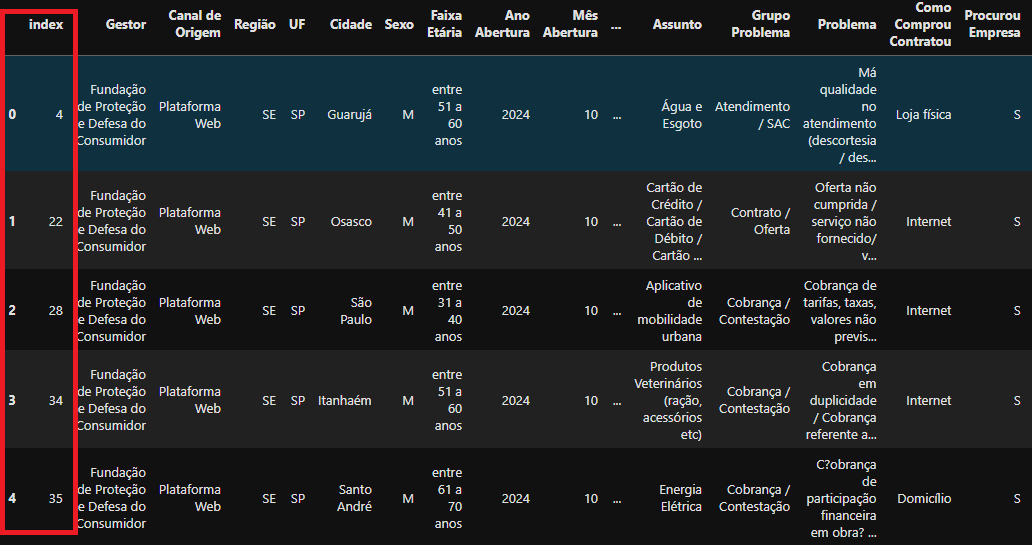 index Gestor Canal de Origem Região UF Cidade Sexo Faixa Etária Ano Abertura Mês Abertura ... Assunto Grupo Problema Problema Como Comprou Contratou Procurou Empresa
0 4 Fundação de Proteção e Defesa do Consumidor Plataforma Web SE SP Guarujá M entre 51 a 60 anos 2024 10 ... Água e Esgoto Atendimento / SAC Má qualidade no atendimento (descortesia / des... Loja física S
1 22 Fundação de Proteção e Defesa do Consumidor Plataforma Web SE SP Osasco M entre 41 a 50 anos 2024 10 ... Cartão de Crédito / Cartão de Débito / Cartão ... Contrato / Oferta Oferta não cumprida / serviço não fornecido/ v... Internet S
2 28 Fundação de Proteção e Defesa do Consumidor Plataforma Web SE SP São Paulo M entre 31 a 40 anos 2024 10 ... Aplicativo de mobilidade urbana Cobrança / Contestação Cobrança de tarifas, taxas, valores não previs... Internet S
3 34 Fundação de Proteção e Defesa do Consumidor Plataforma Web SE SP Itanhaém M entre 51 a 60 anos 2024 10 ... Produtos Veterinários (ração, acessórios etc) Cobrança / Contestação Cobrança em duplicidade / Cobrança referente a... Internet S
4 35 Fundação de Proteção e Defesa do Consumidor Plataforma Web SE SP Santo André M entre 61 a 70 anos 2024 10 ... Energia Elétrica Cobrança / Contestação C?obrança de participação financeira em obra? ... Domicílio S